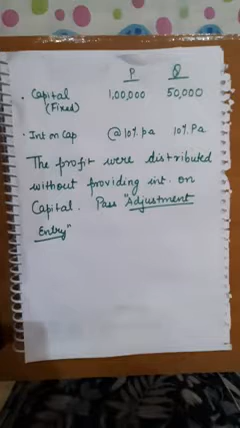 P Q
. Capital 1,00,000 50,000
(Fixed)
. Int on Cap @10% pa 10% Pa
The profit were distributed
without providing int. on
Capital. Pass "Adjustment
Entry"